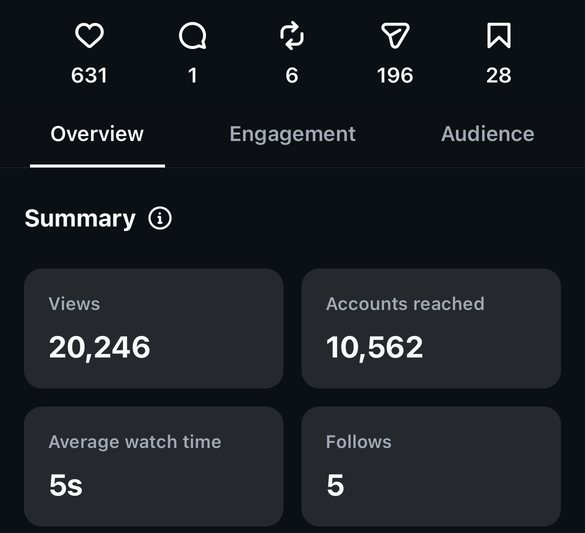 631 1 6 196 28
Overview Engagement Audience
Summary
Views Accounts reached
20,246 10,562
Average watch time Follows
5s 5